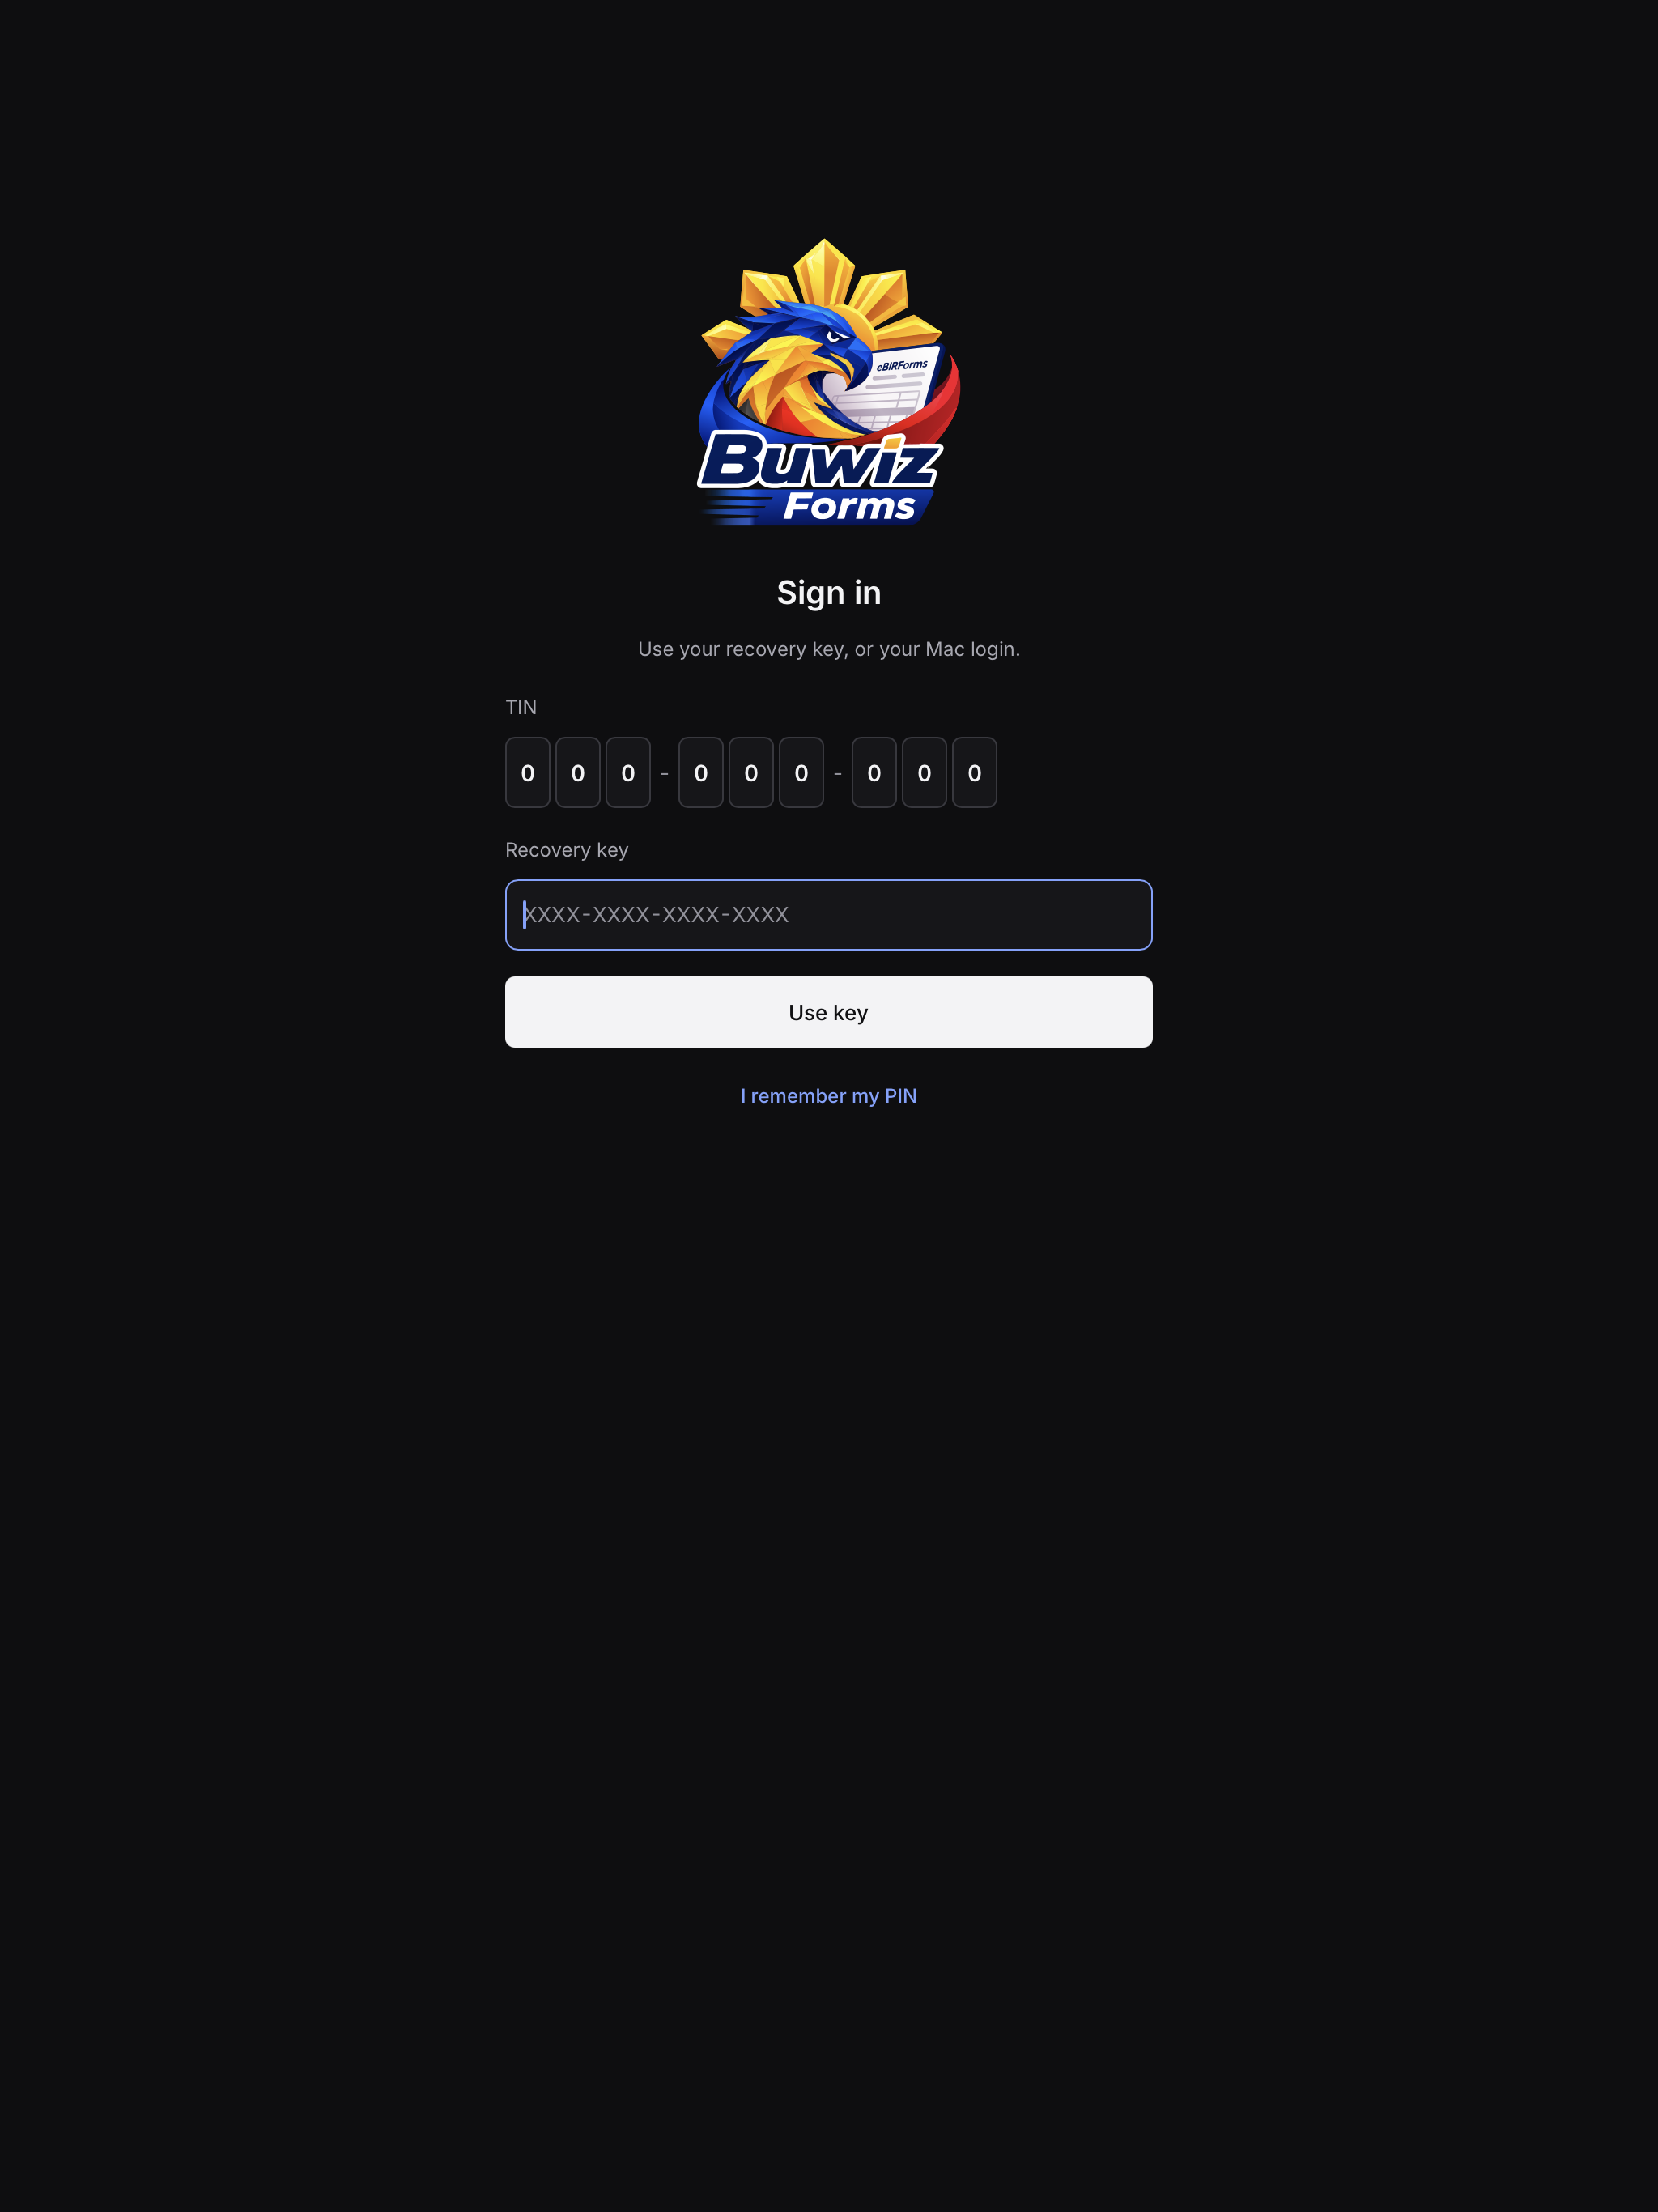 eBIRForms
Buwiz
Forms
Sign in
Use your recovery key, or your Mac login.
TIN
0 0 0 - 0 0 0 - 0 0 0
Recovery key
XXXX-XXXX-XXXX-XXXX
Use key
I remember my PIN